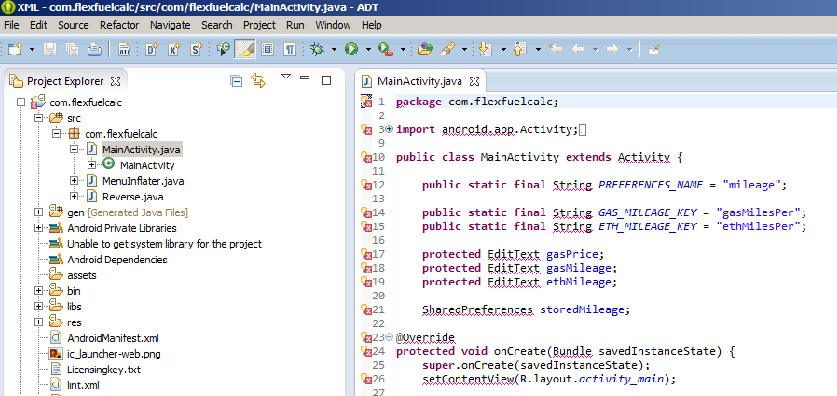 XML - com.flexfuelcalc/src/com/flexfuelcalc/MainActivity.java - ADT
File Edit Source Refactor Navigate Search Project Run Window Help
Project Explorer
com.flexfuelcalc
src
com.flexfuelcalc
MainActivity.java
MainActivity
MenuInflater.java
Reverse.java
gen [Generated Java Files]
Android Private Libraries
Unable to get system library for the project
Android Dependencies
assets
bin
libs
res
AndroidManifest.xml
ic_launcher-web.png
Licensingkey.txt
lint.xml
MainActivity.java
1 package com.flexfuelcalc;
2
3 import android.app.Activity;
10 public class MainActivity extends Activity {
11
12 public static final String PREFERENCES_NAME = "mileage";
13
14 public static final String GAS_MILEAGE_KEY = "gasMilesPer";
15 public static final String ETH_MILEAGE_KEY = "ethMilesPer";
16
17 protected EditText gasPrice;
18 protected EditText gasMileage;
19 protected EditText ethMileage;
20
21 SharedPreferences storedMileage;
22
23 @Override
24 protected void onCreate(Bundle savedInstanceState) {
25 super.onCreate(savedInstanceState);
26 setContentView(R.layout.activity_main);